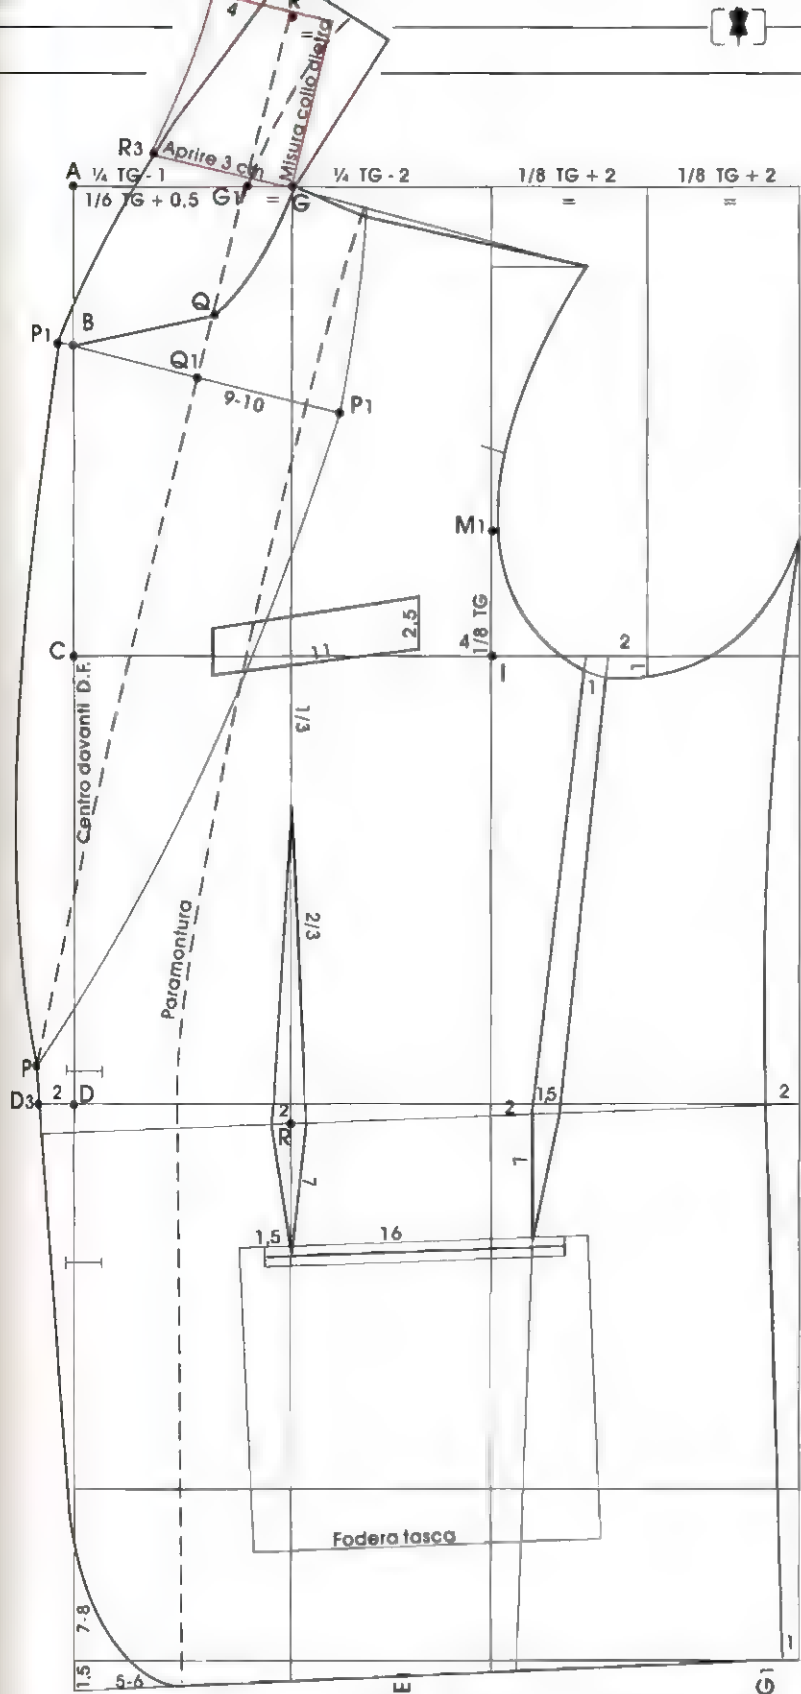 4
R
=
Misura collo dietro
R3
Aprire 3 cm
A
1/4 TG - 1
1/4 TG - 2
1/8 TG + 2
1/8 TG + 2
1/6 TG + 0,5
G1
=
G
=
=
Q
B
P1
Q1
9-10
P1
M1
1/8 TG
2,5
11
C
4
I
2
1
1
Centro davanti D.F.
1/3
2/3
Paramontura
P
D3
2
D
2
R
2
1,5
2
7
7
1,5
16
Fodera tasca
7-8
1,5
5-6
E
G1
1